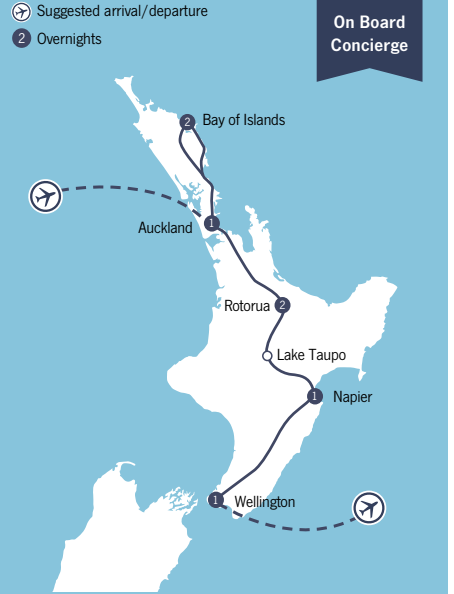 Suggested arrival/departure
2 Overnights
On Board
Concierge
2 Bay of Islands
Auckland 1
Rotorua 2
Lake Taupo
1 Napier
1 Wellington